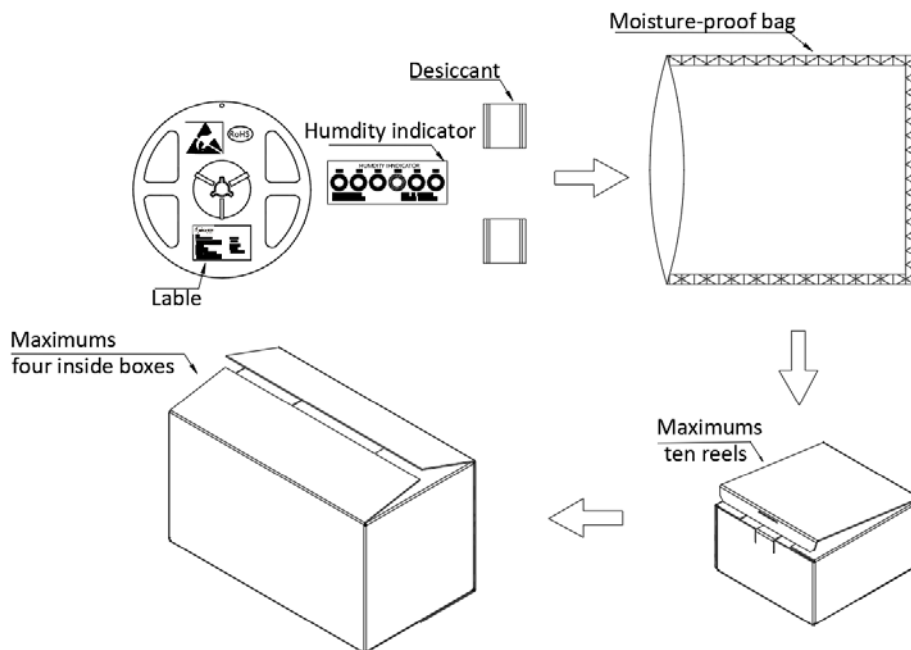 Moisture-proof bag
Desiccant
Humdity indicator
RoHS
HUMIDITY INDICATOR
Lable
Maximums
four inside boxes
Maximums
ten reels